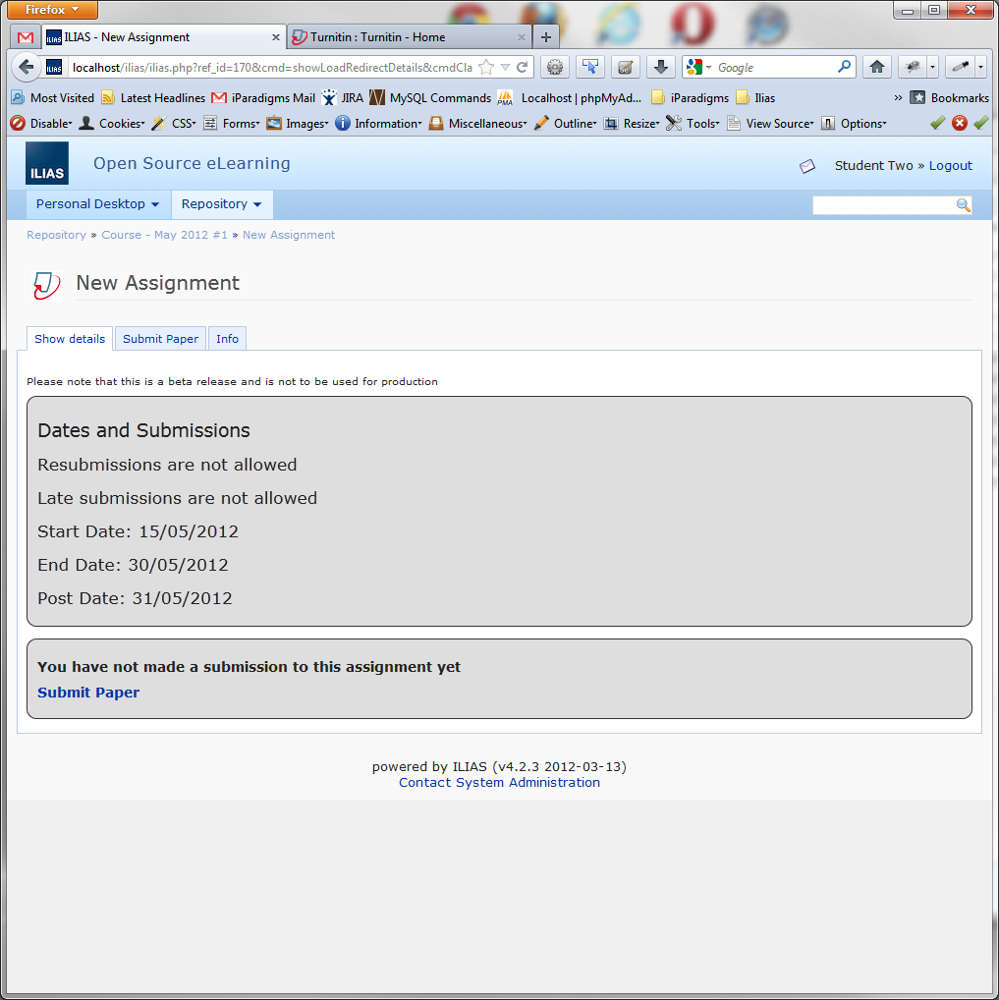 Firefox
ILIAS - New Assignment
Turnitin : Turnitin - Home
localhost/ilias/ilias.php?ref_id=170&cmd=showLoadRedirectDetails&cmdCla
Google
Most Visited Latest Headlines iParadigms Mail JIRA MySQL Commands PMA Localhost | phpMyAd... iParadigms Ilias » Bookmarks
Disable Cookies CSS Forms Images Information Miscellaneous Outline Resize Tools View Source Options
ILIAS Open Source eLearning Student Two » Logout
Personal Desktop Repository
Repository » Course - May 2012 #1 » New Assignment
New Assignment
Show details Submit Paper Info
Please note that this is a beta release and is not to be used for production
Dates and Submissions
Resubmissions are not allowed
Late submissions are not allowed
Start Date: 15/05/2012
End Date: 30/05/2012
Post Date: 31/05/2012
You have not made a submission to this assignment yet
Submit Paper
powered by ILIAS (v4.2.3 2012-03-13)
Contact System Administration